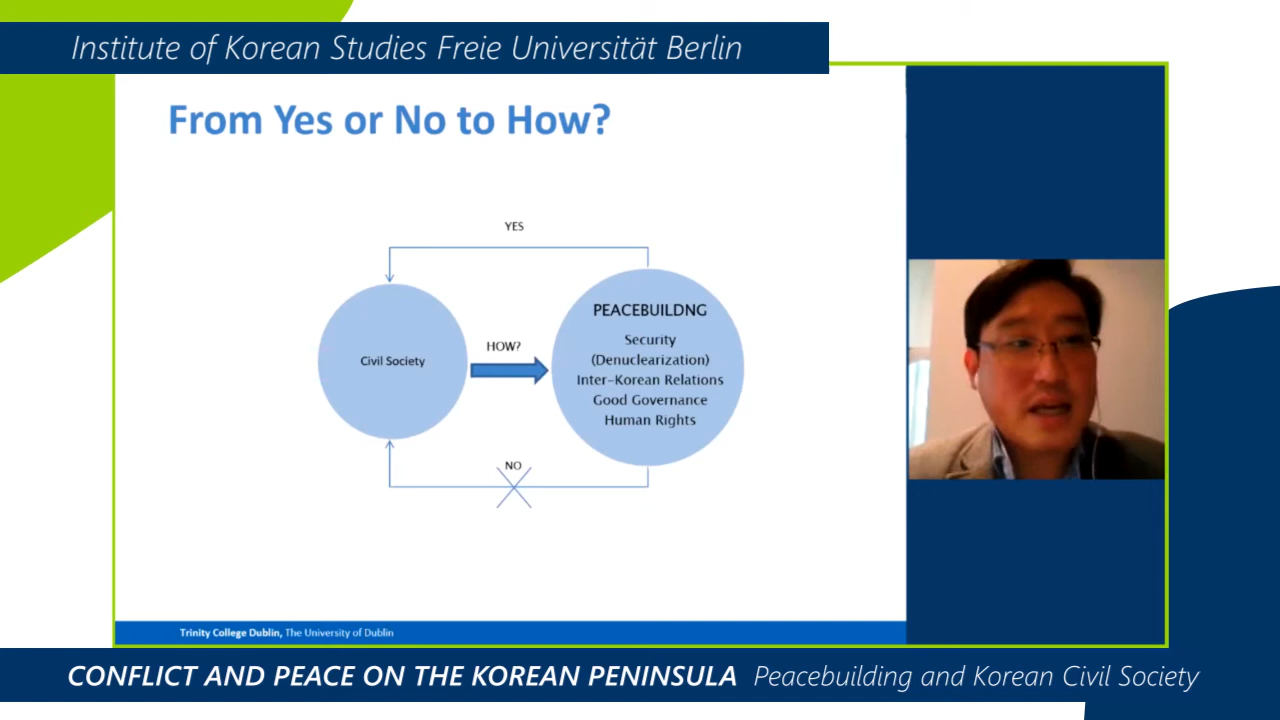 Institute of Korean Studies Freie Universität Berlin
From Yes or No to How?
YES
Civil Society
HOW?
PEACEBUILDNG
Security
(Denuclearization)
Inter-Korean Relations
Good Governance
Human Rights
NO
Trinity College Dublin, The University of Dublin
CONFLICT AND PEACE ON THE KOREAN PENINSULA Peacebuilding and Korean Civil Society